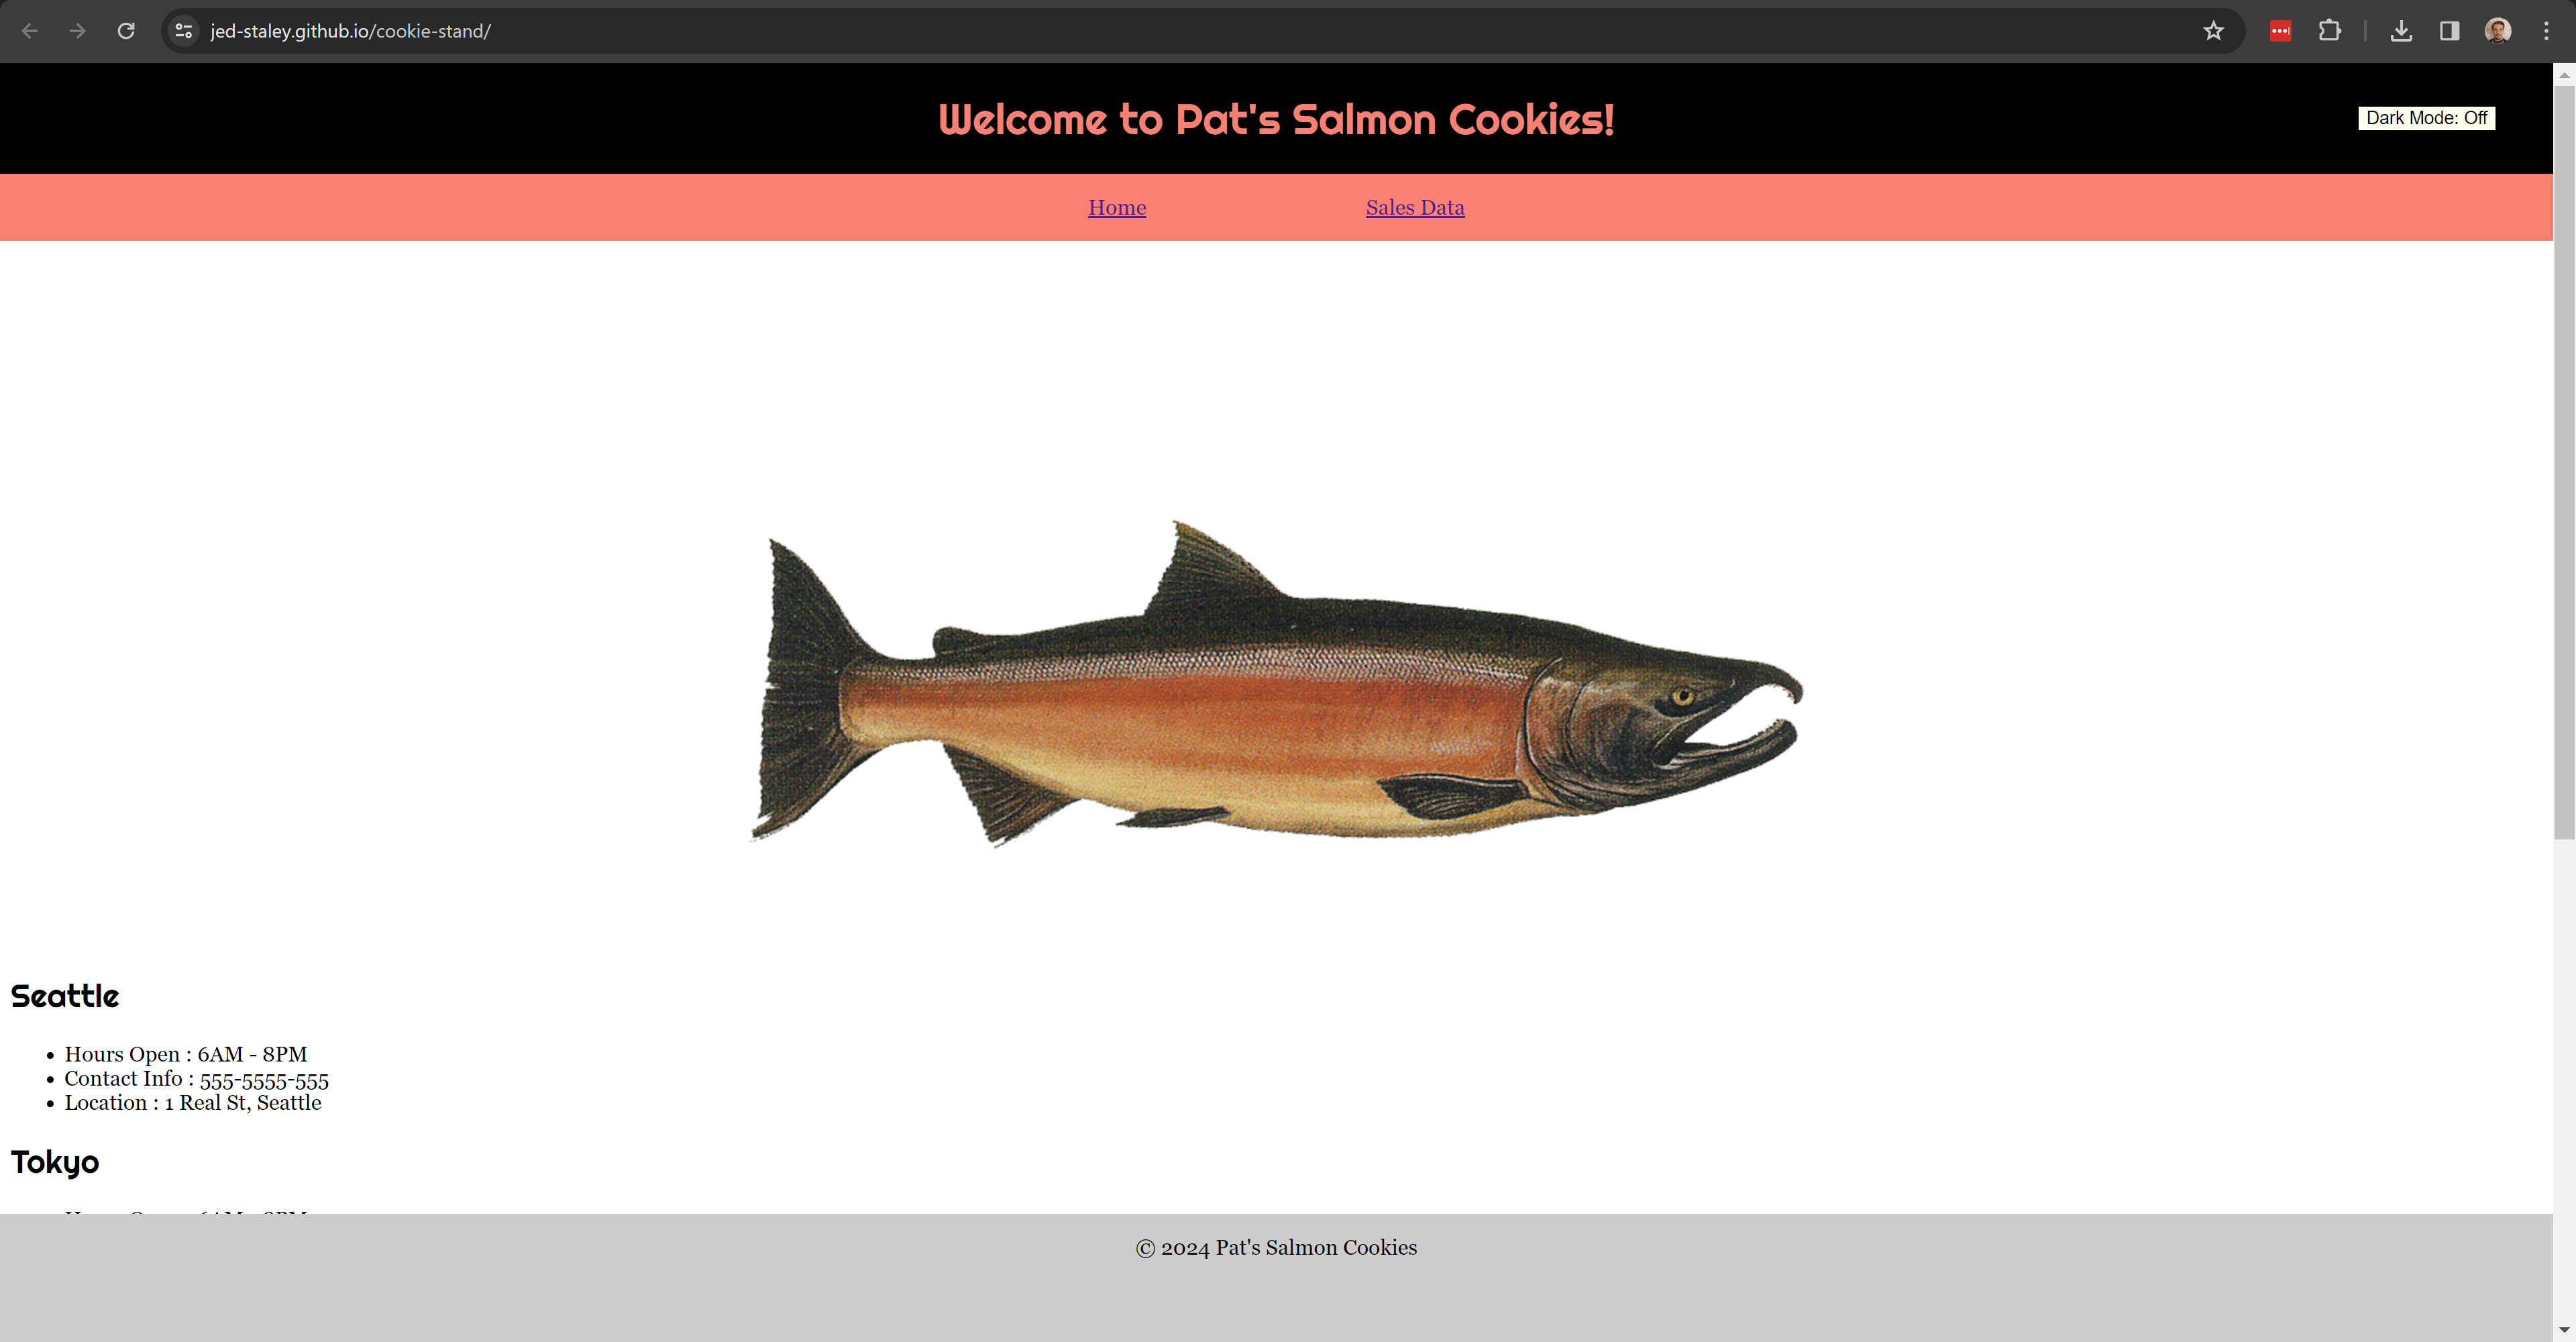 jed-staley.github.io/cookie-stand/
Welcome to Pat's Salmon Cookies!
Dark Mode: Off
Home
Sales Data
Seattle
Hours Open : 6AM - 8PM
Contact Info : 555-5555-555
Location : 1 Real St, Seattle
Tokyo
© 2024 Pat's Salmon Cookies